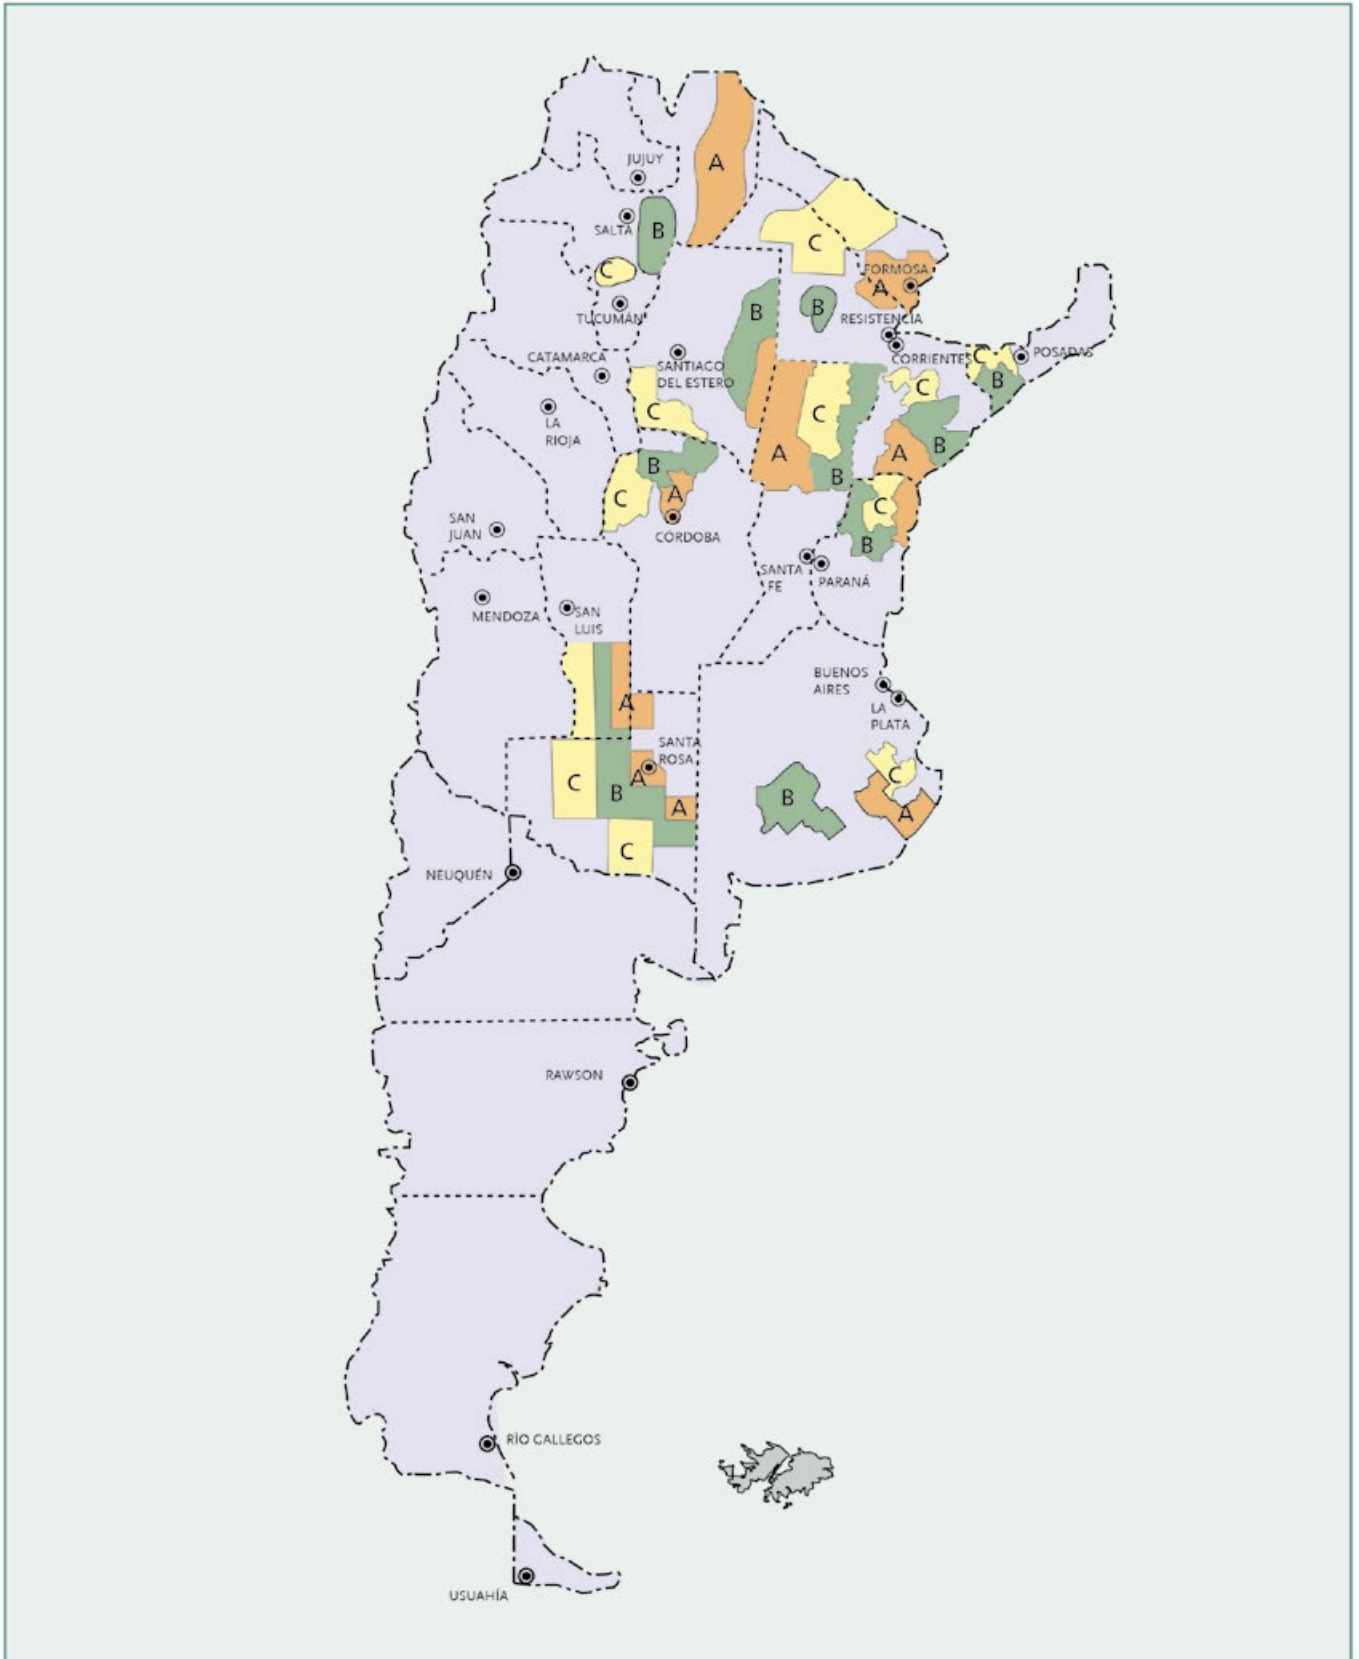 JUJUY
A
SALTA
B
C
C
FORMOSA
A
TUCUMÁN
B
B
RESISTENCIA
CATAMARCA
SANTIAGO
DEL ESTERO
CORRIENTES
C
POSADAS
B
C
LA
RIOJA
C
C
A
B
A
B
B
C
A
C
B
SAN
JUAN
CÓRDOBA
SANTA
FE
PARANÁ
MENDOZA
SAN
LUIS
BUENOS
AIRES
LA
PLATA
A
SANTA
ROSA
A
C
B
A
B
C
A
C
NEUQUÉN
RAWSON
RÍO GALLEGOS
USUAHÍA